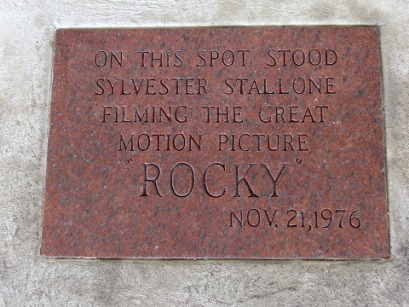 ON THIS SPOT STOOD
SYLVESTER STALLONE
FILMING THE GREAT
MOTION PICTURE
"ROCKY"
NOV. 21, 1976